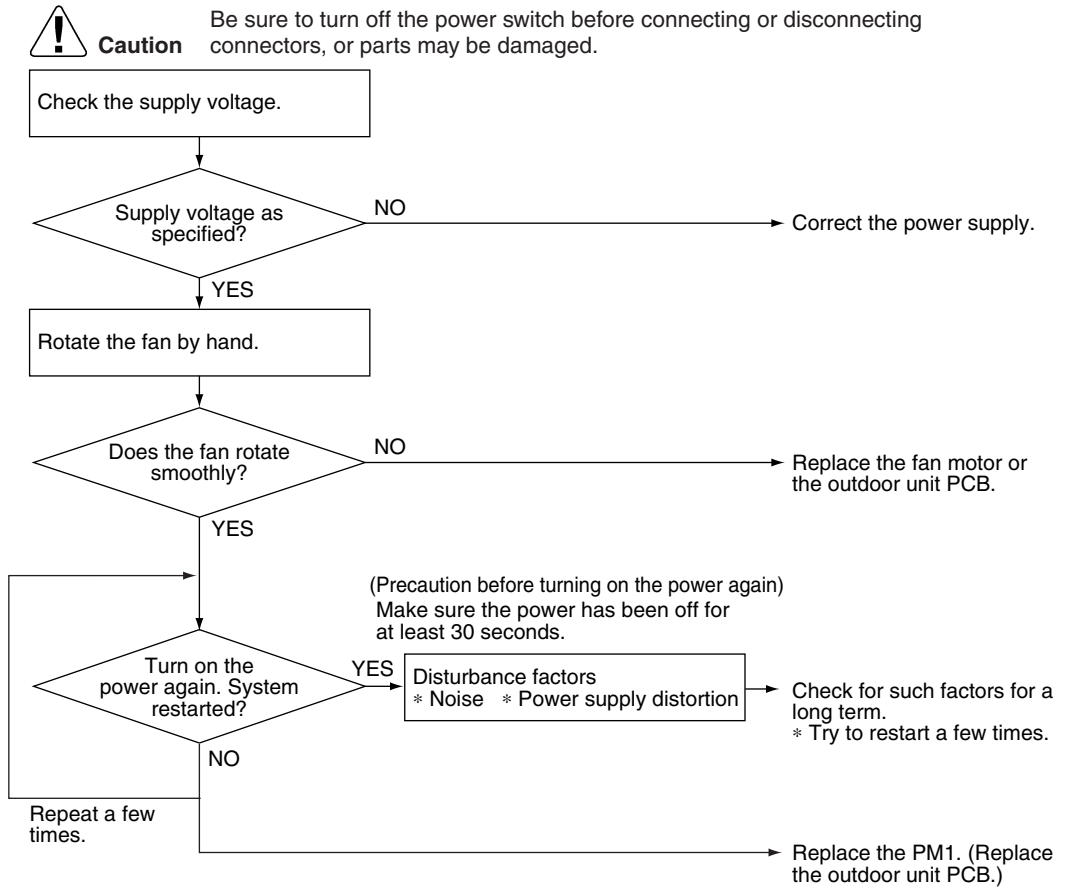 Be sure to turn off the power switch before connecting or disconnecting
Caution connectors, or parts may be damaged.
Check the supply voltage.
Supply voltage as
specified?
NO
Correct the power supply.
YES
Rotate the fan by hand.
Does the fan rotate
smoothly?
NO
Replace the fan motor or
the outdoor unit PCB.
YES
(Precaution before turning on the power again)
Make sure the power has been off for
at least 30 seconds.
Turn on the
power again. System
restarted?
YES
Disturbance factors
* Noise * Power supply distortion
Check for such factors for a
long term.
* Try to restart a few times.
NO
Repeat a few
times.
Replace the PM1. (Replace
the outdoor unit PCB.)